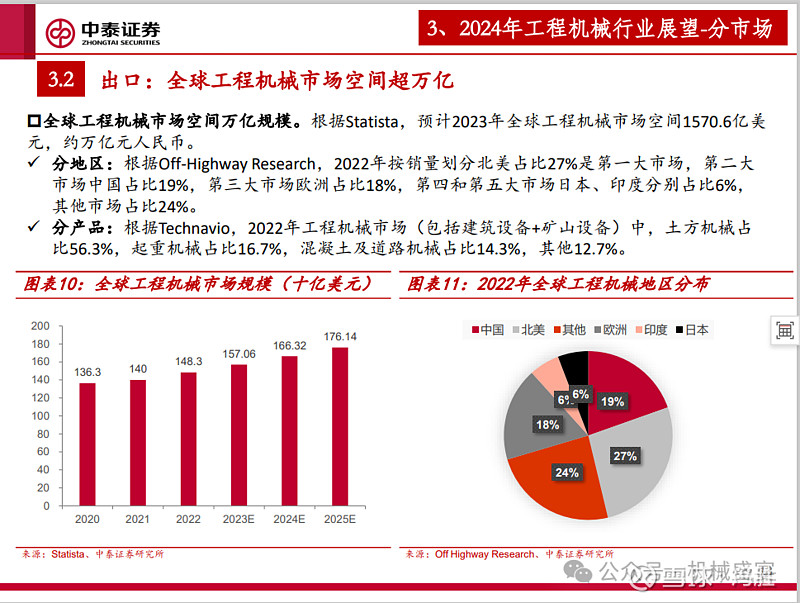 中泰证券
ZHONGTAI SECURITIES
3、2024年工程机械行业展望-分市场
3.2
出口：全球工程机械市场空间超万亿
全球工程机械市场空间万亿规模。根据Statista，预计2023年全球工程机械市场空间1570.6亿美
元，约万亿元人民币。
✓ 分地区：根据Off-Highway Research，2022年按销量划分北美占比27%是第一大市场，第二大
市场中国占比19%，第三大市场欧洲占比18%，第四和第五大市场日本、印度分别占比6%，
其他市场占比24%。
✓ 分产品：根据Technavio，2022年工程机械市场（包括建筑设备+矿山设备）中，土方机械占
比56.3%，起重机械占比16.7%，混凝土及道路机械占比14.3%，其他12.7%。
图表10：全球工程机械市场规模（十亿美元）
200
180
160
140
120
100
80
60
40
20
0
136.3
140
148.3
157.06
166.32
176.14
2020
2021
2022
2023E
2024E
2025E
来源：Statista、中泰证券研究所
图表11：2022年全球工程机械地区分布
中国 北美 其他 欧洲 印度 日本
19%
27%
24%
18%
6%
6%
来源：Off Highway Research、中泰证券研究所
公众号 机械盛宴
雪球